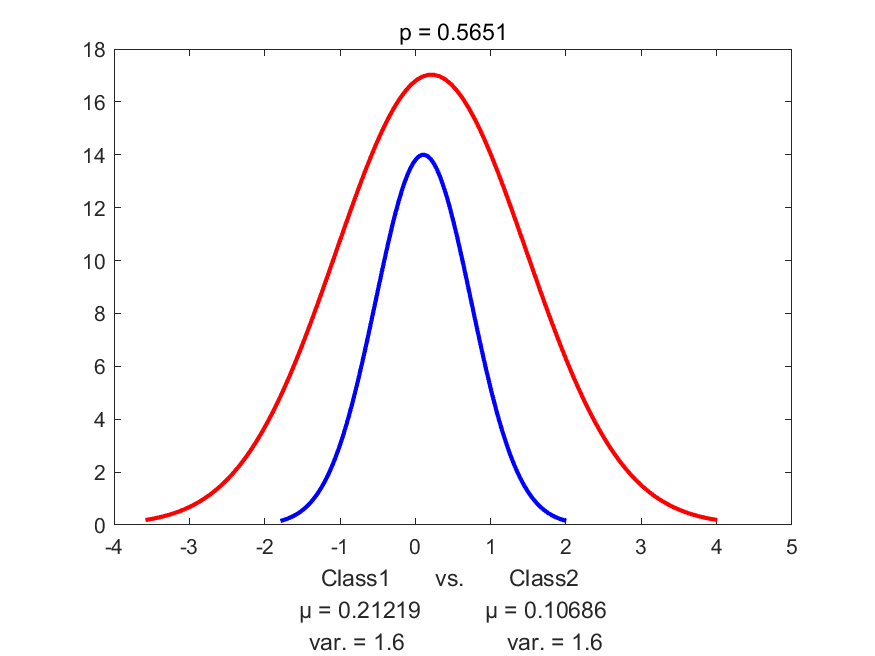 p = 0.5651
18
16
14
12
10
8
6
4
2
0
-4 -3 -2 -1 0 1 2 3 4 5
Class1 vs. Class2
μ = 0.21219 μ = 0.10686
var. = 1.6 var. = 1.6